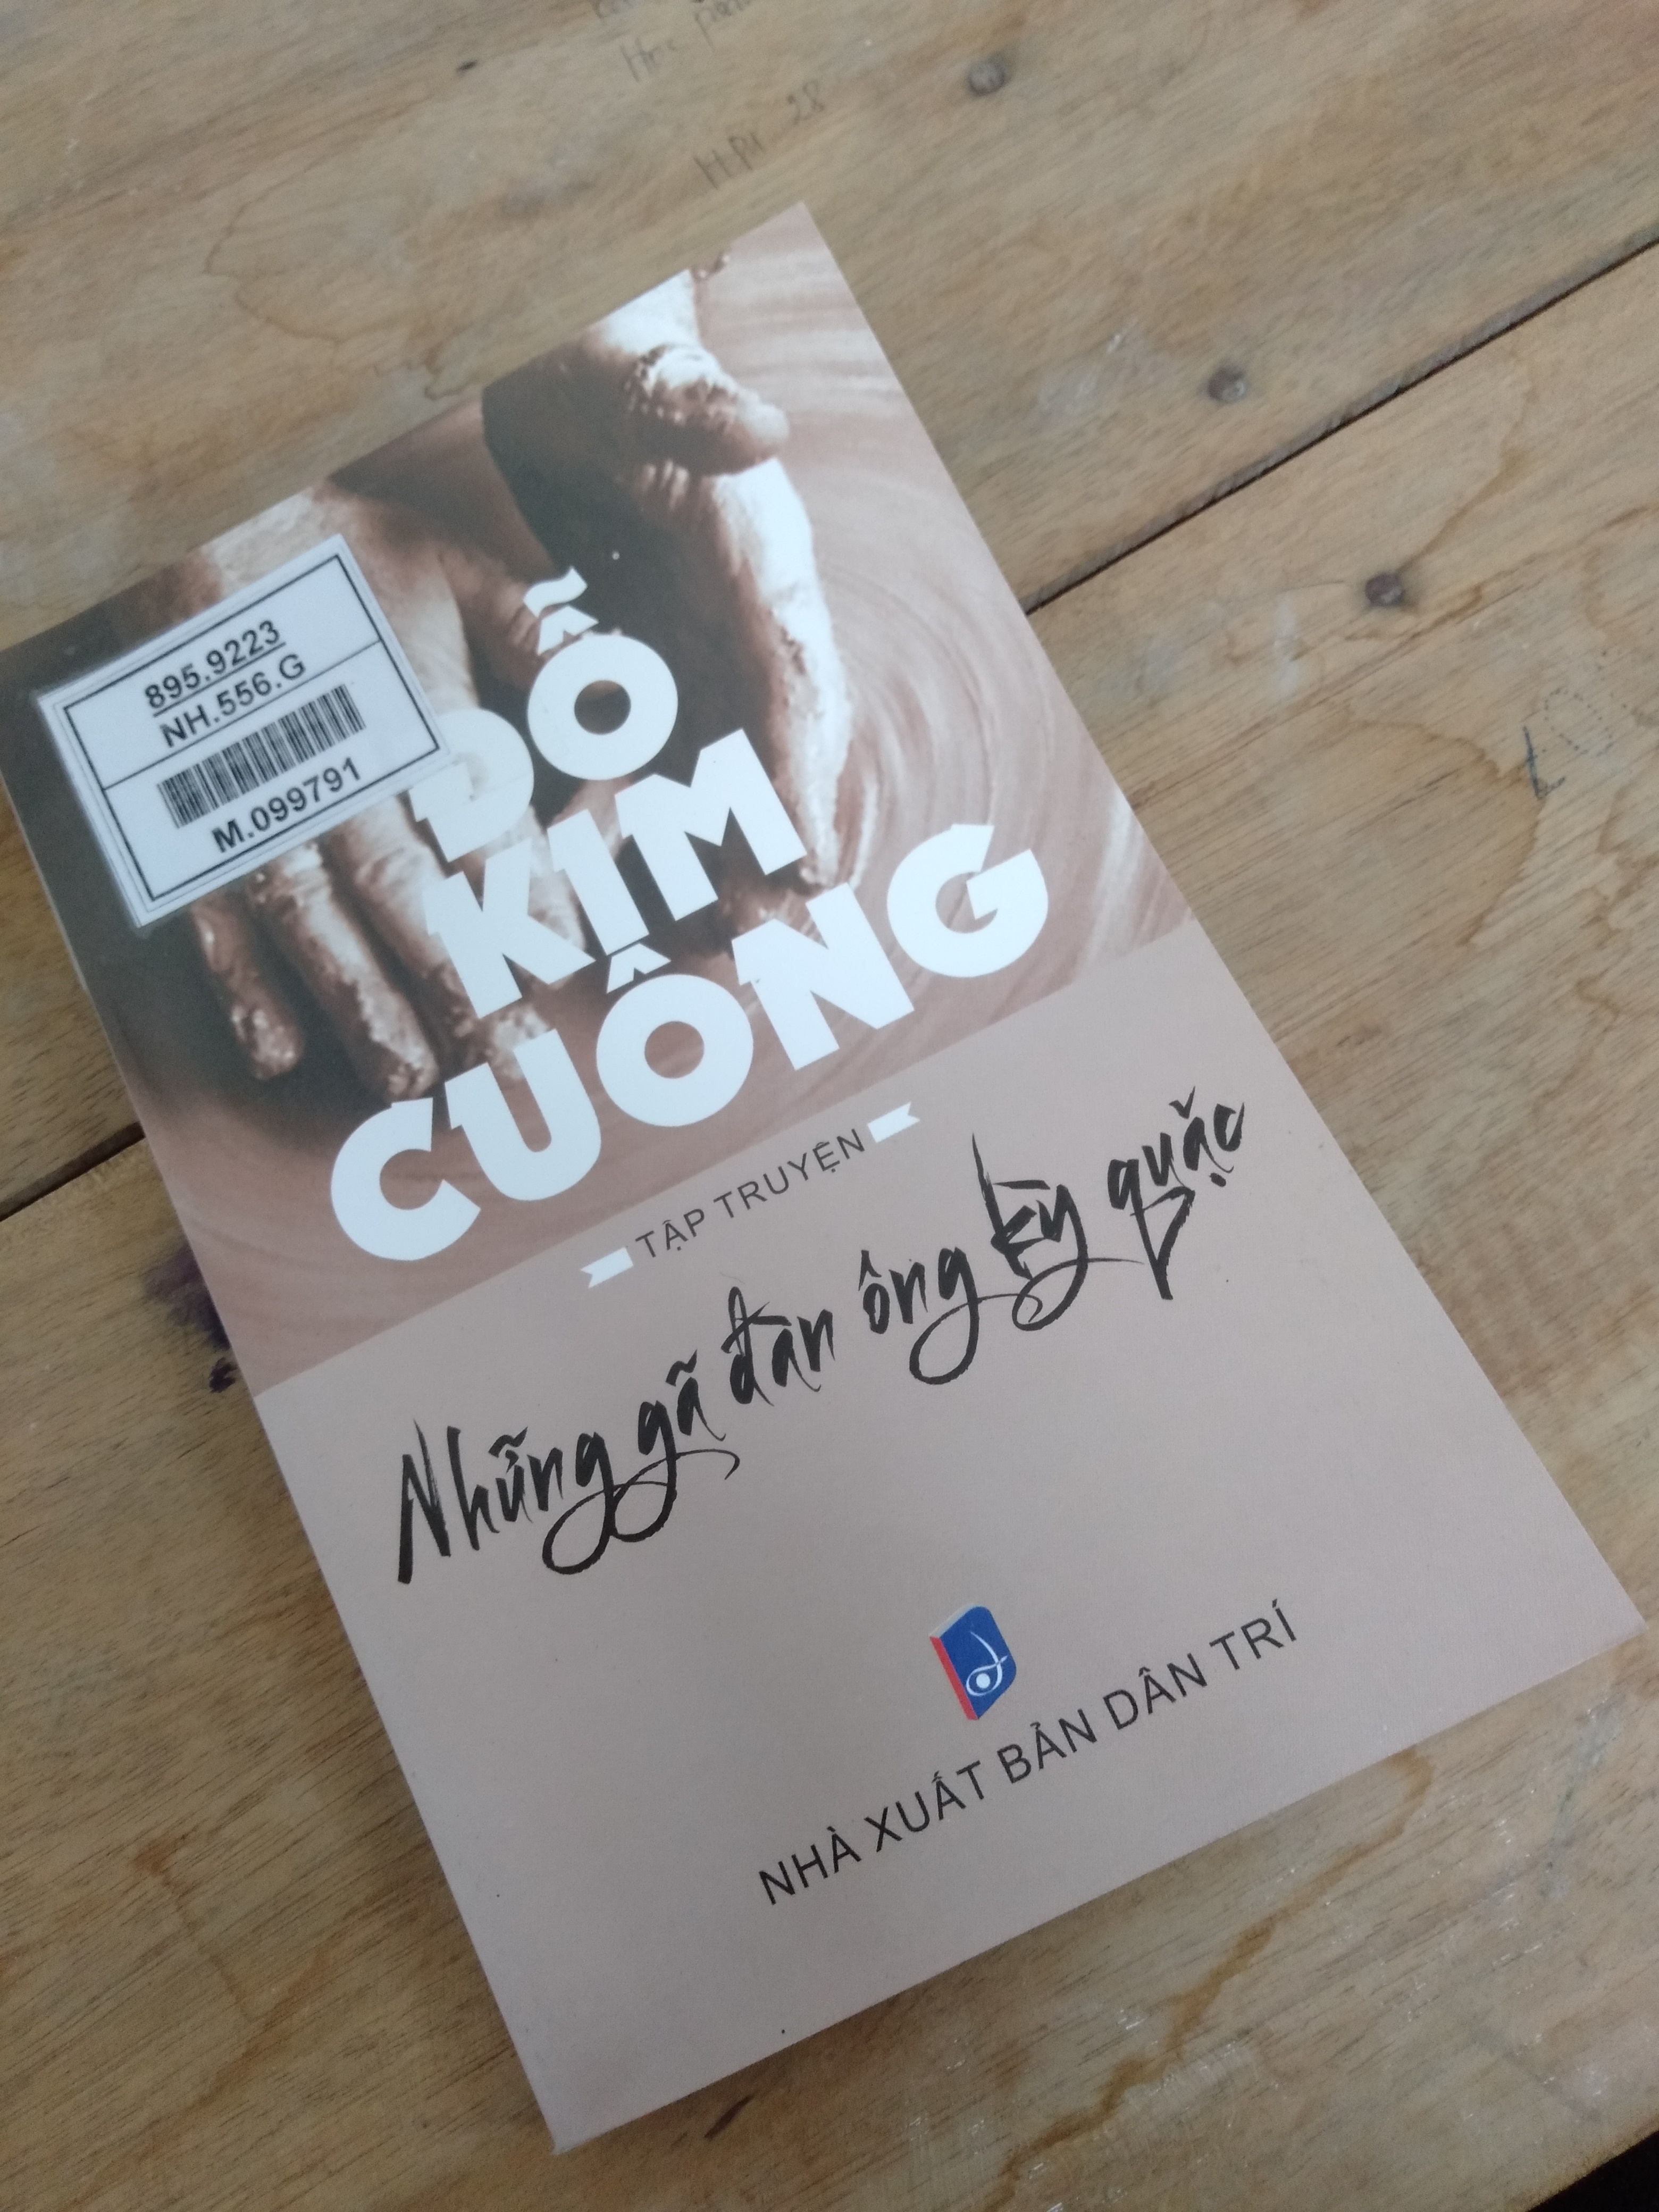 895.9223
NH.556.G
M.099791
ĐỖ
KIM
CUÔNG
TẬP TRUYỆN
Những gã đàn ông kỳ quặc
NHÀ XUẤT BẢN DÂN TRÍ